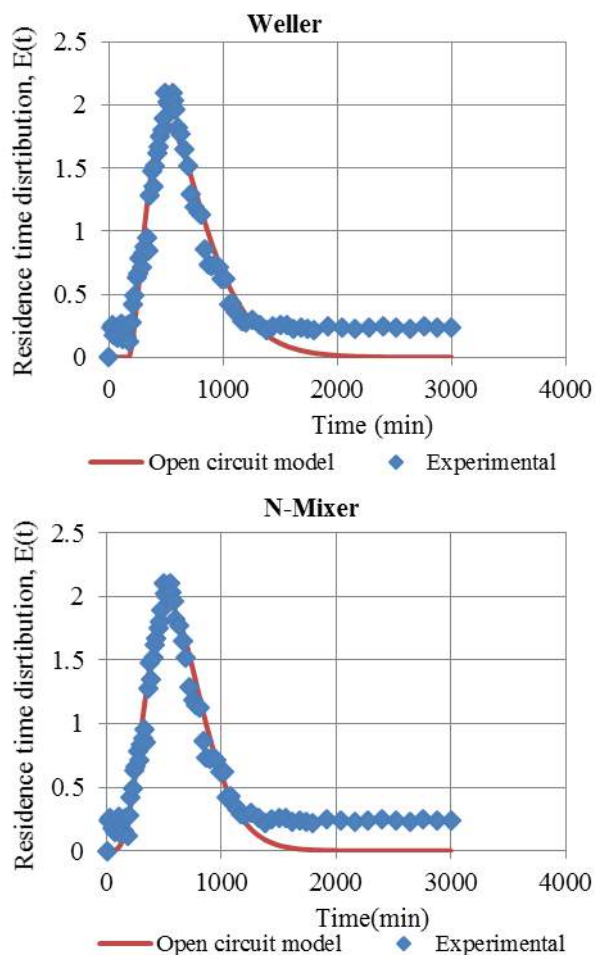 Weller
Residence time disrtibution, E(t)
2.5
2
1.5
1
0.5
0
0 1000 2000 3000 4000
Time (min)
Open circuit model Experimental
N-Mixer
Residence time disrtibution, E(t)
2.5
2
1.5
1
0.5
0
0 1000 2000 3000 4000
Time(min)
Open circuit model Experimental